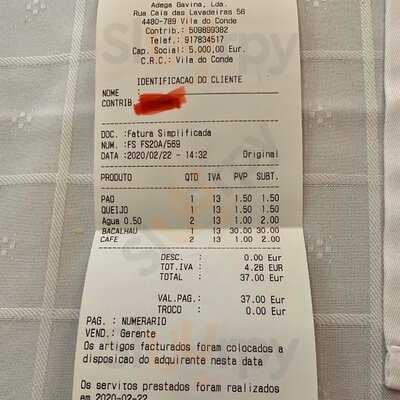 Adega Gavina, Lda.
Rua Cais das Lavadeiras 56
4480-789 Vila do Conde
Contrib.: 509899382
Telef.: 917834517
Cap. Social: 5.000,00 Eur.
C.R.C.: Vila do Conde
IDENTIFICACAO DO CLIENTE
NOME :
CONTRIB.
DOC. :Fatura Simplificada
NUM. :FS FS20A/569
DATA :2020/02/22 - 14:32 Original
PRODUTO QTD IVA PVP SUBT.
PAO 1 13 1.50 1.50
QUEIJO 1 13 1.50 1.50
Agua 0.50 2 13 1.00 2.00
BACALHAU 1 13 30.00 30.00
CAFE 2 13 1.00 2.00
DESC. : 0.00 Eur
TOT.IVA : 4.26 EUR
TOTAL : 37.00 Eur
VAL.PAG.: 37.00 Eur
TROCO : 0.00 Eur
PAG. : NUMERARIO
VEND.: Gerente
Os artigos facturados foram colocados a
disposicao do adquirente nesta data
Os servitos prestados foram realizados
em 2020-02-22